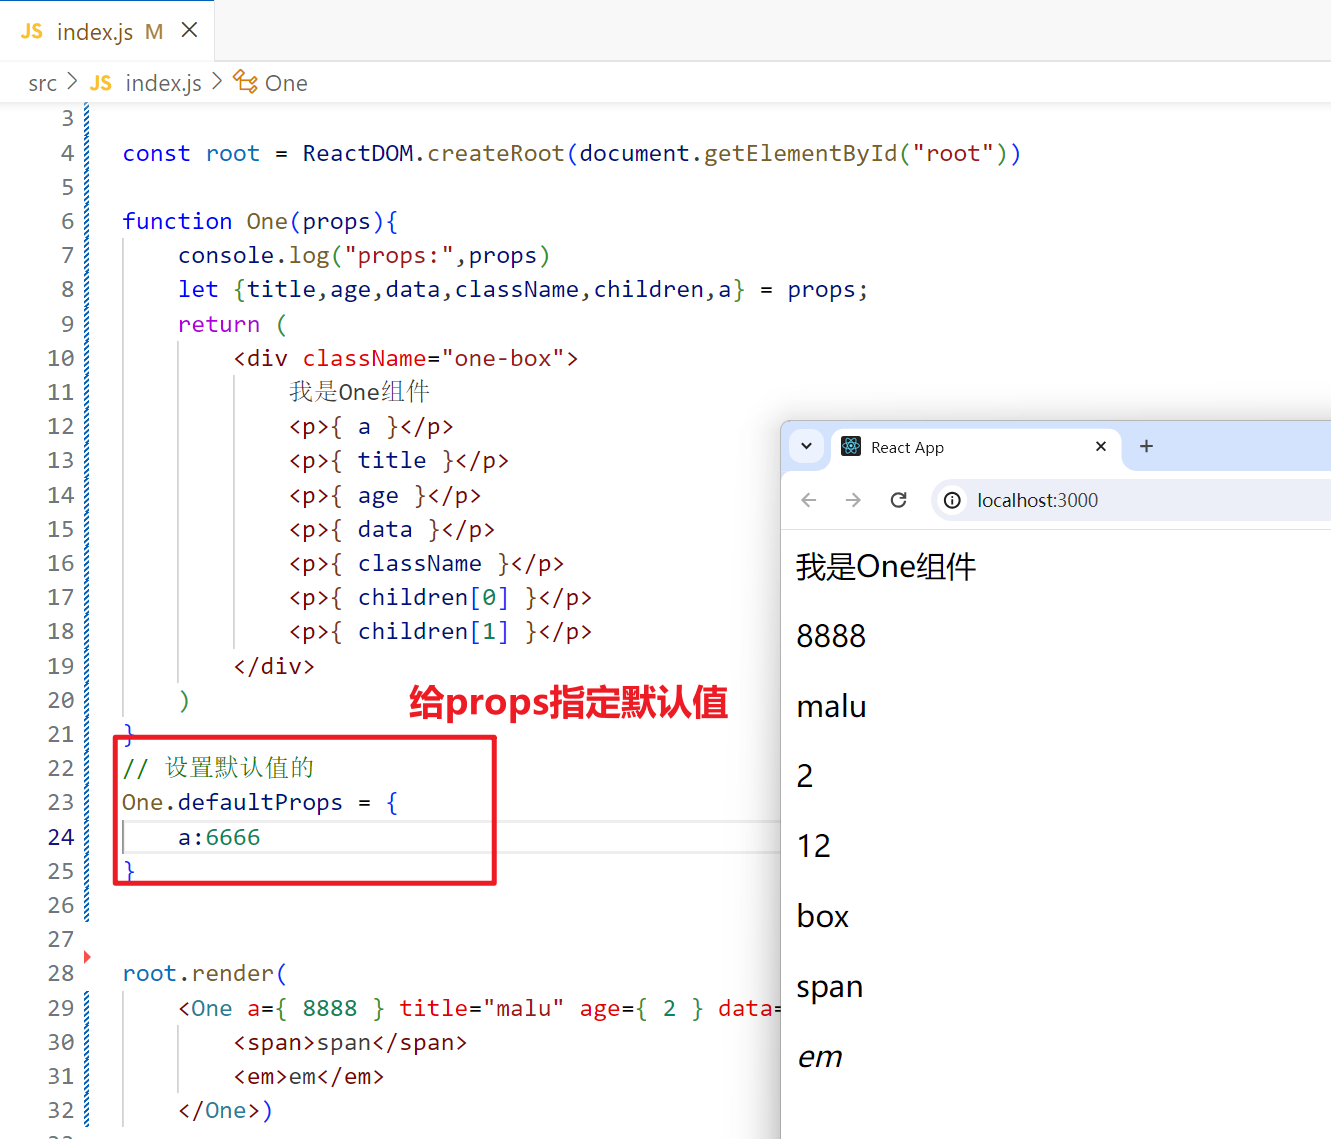 JS index.js M
src > JS index.js > One
3
4 const root = ReactDOM.createRoot(document.getElementById("root"))
5
6 function One(props){
7 console.log("props:",props)
8 let {title,age,data,className,children,a} = props;
9 return (
10 <div className="one-box">
11 我是One组件
12 <p>{ a }</p>
13 <p>{ title }</p>
14 <p>{ age }</p>
15 <p>{ data }</p>
16 <p>{ className }</p>
17 <p>{ children[0] }</p>
18 <p>{ children[1] }</p>
19 </div>
20 )
给props指定默认值
21 }
22 // 设置默认值的
23 One.defaultProps = {
24 a:6666
25 }
26
27
28 root.render(
29 <One a={ 8888 } title="malu" age={ 2 } data=
30 <span>span</span>
31 <em>em</em>
32 </One>)
React App
localhost:3000
我是One组件
8888
malu
2
12
box
span
em